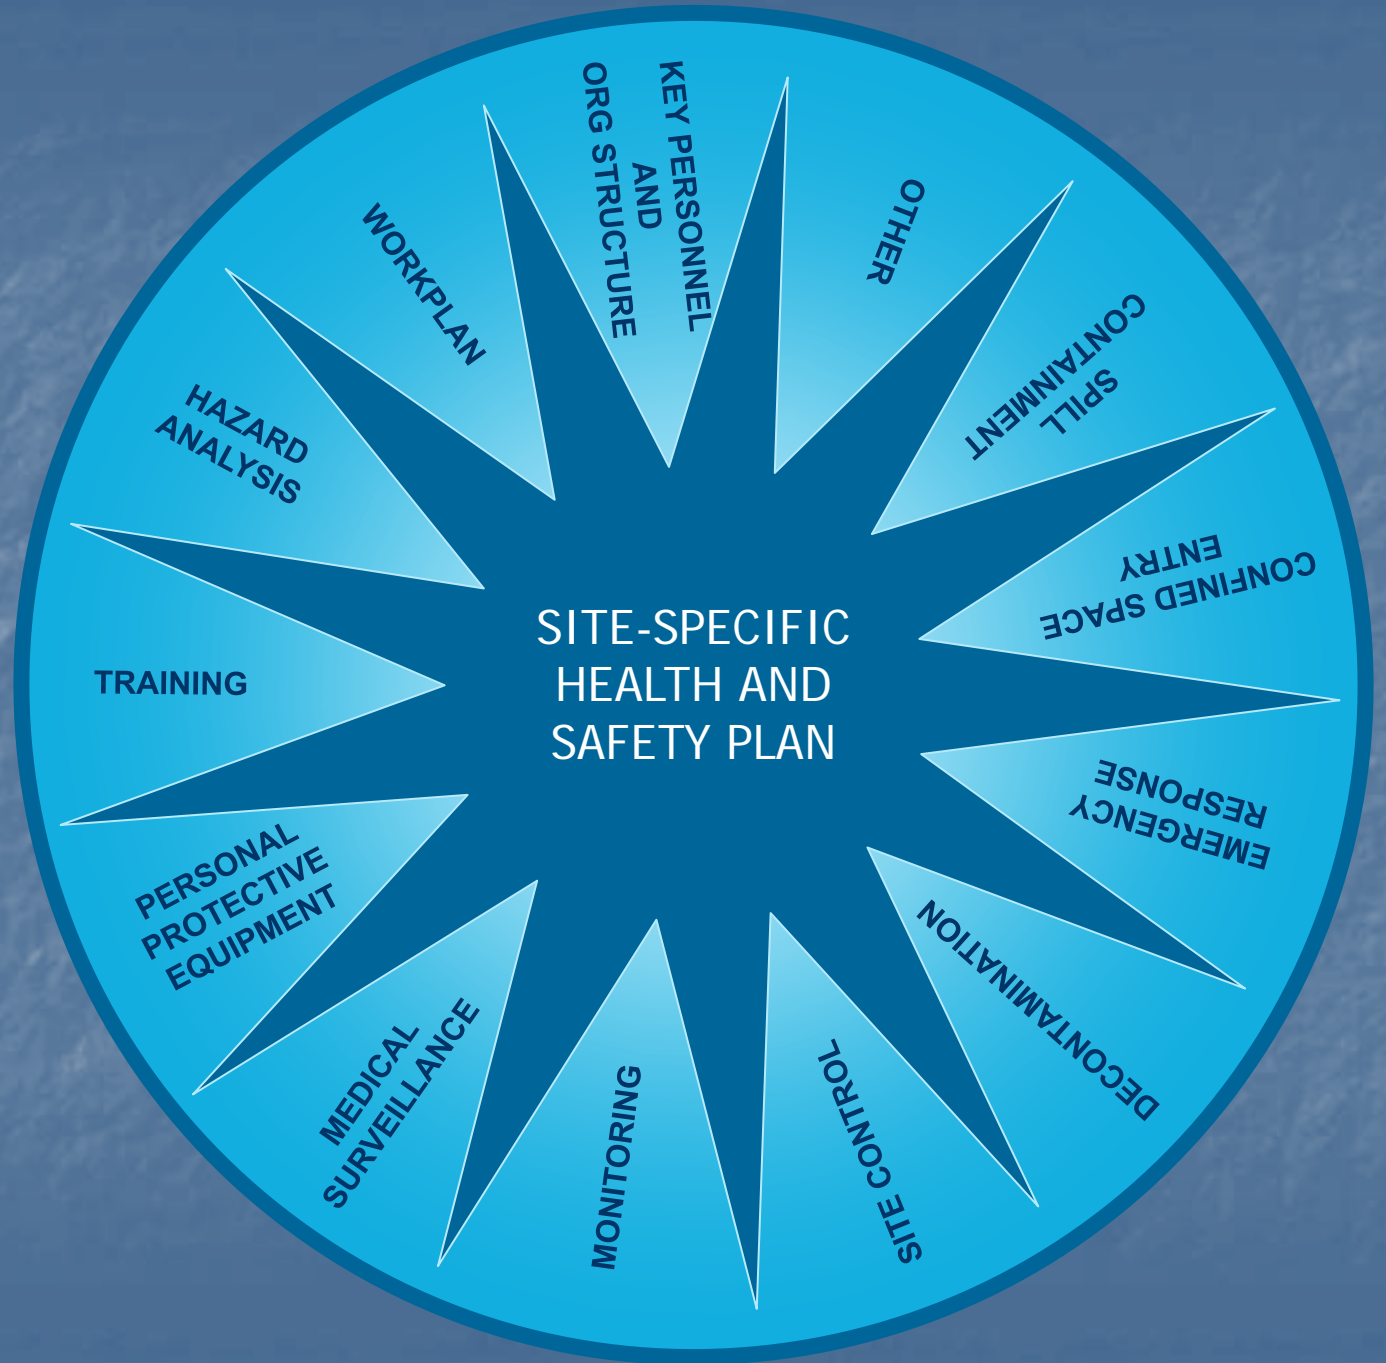 KEY PERSONNEL
AND
ORG STRUCTURE
OTHER
SPILL
CONTAINMENT
CONFINED SPACE
ENTRY
EMERGENCY
RESPONSE
DECONTAMINATION
SITE CONTROL
MONITORING
MEDICAL
SURVEILLANCE
PERSONAL
PROTECTIVE
EQUIPMENT
TRAINING
HAZARD
ANALYSIS
WORKPLAN
SITE-SPECIFIC
HEALTH AND
SAFETY PLAN